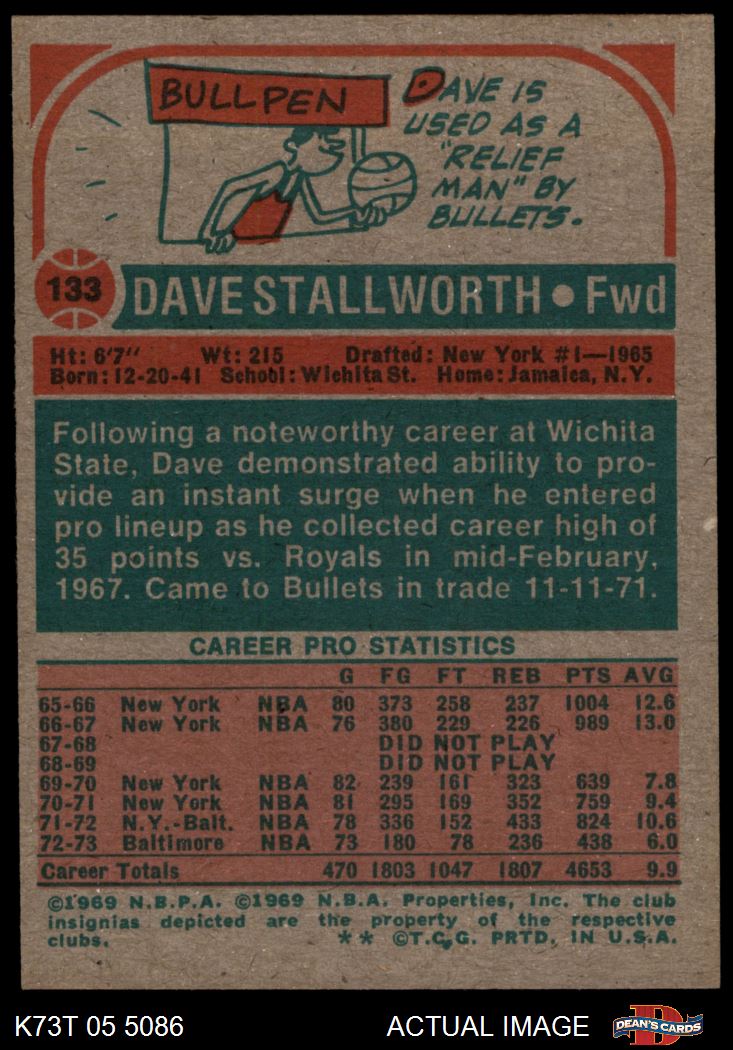 BULLPEN
DAVE IS
USED AS A
"RELIEF
MAN" BY
BULLETS.
133 DAVE STALLWORTH • Fwd
Ht: 6'7" Wt: 215 Drafted: New York #1—1965
Born: 12-20-41 School: Wichita St. Home: Jamaica, N.Y.
Following a noteworthy career at Wichita
State, Dave demonstrated ability to pro-
vide an instant surge when he entered
pro lineup as he collected career high of
35 points vs. Royals in mid-February,
1967. Came to Bullets in trade 11-11-71.
CAREER PRO STATISTICS
G FG FT REB PTS AVG
65-66 New York NBA 80 373 258 237 1004 12.6
66-67 New York NBA 76 380 229 226 989 13.0
67-68 DID NOT PLAY
68-69 DID NOT PLAY
69-70 New York NBA 82 239 161 323 639 7.8
70-71 New York NBA 81 295 169 352 759 9.4
71-72 N.Y.-Balt. NBA 78 336 152 433 824 10.6
72-73 Baltimore NBA 73 180 78 236 438 6.0
Career Totals 470 1803 1047 1807 4653 9.9
©1969 N.B.P.A. ©1969 N.B.A. Properties, Inc. The club
insignias depicted are the property of the respective
clubs. ** ©T.C.G. PRTD. IN U.S.A.
K73T 05 5086 ACTUAL IMAGE DEAN'S CARDS